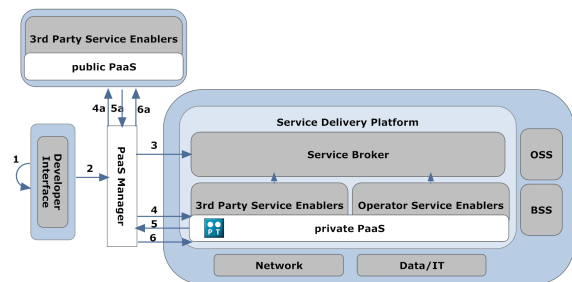 3rd Party Service Enablers
public PaaS
4a
5a
6a
Service Delivery Platform
1
Developer Interface
2
PaaS Manager
3
Service Broker
OSS
4
3rd Party Service Enablers
Operator Service Enablers
BSS
5
P T
private PaaS
6
Network
Data/IT